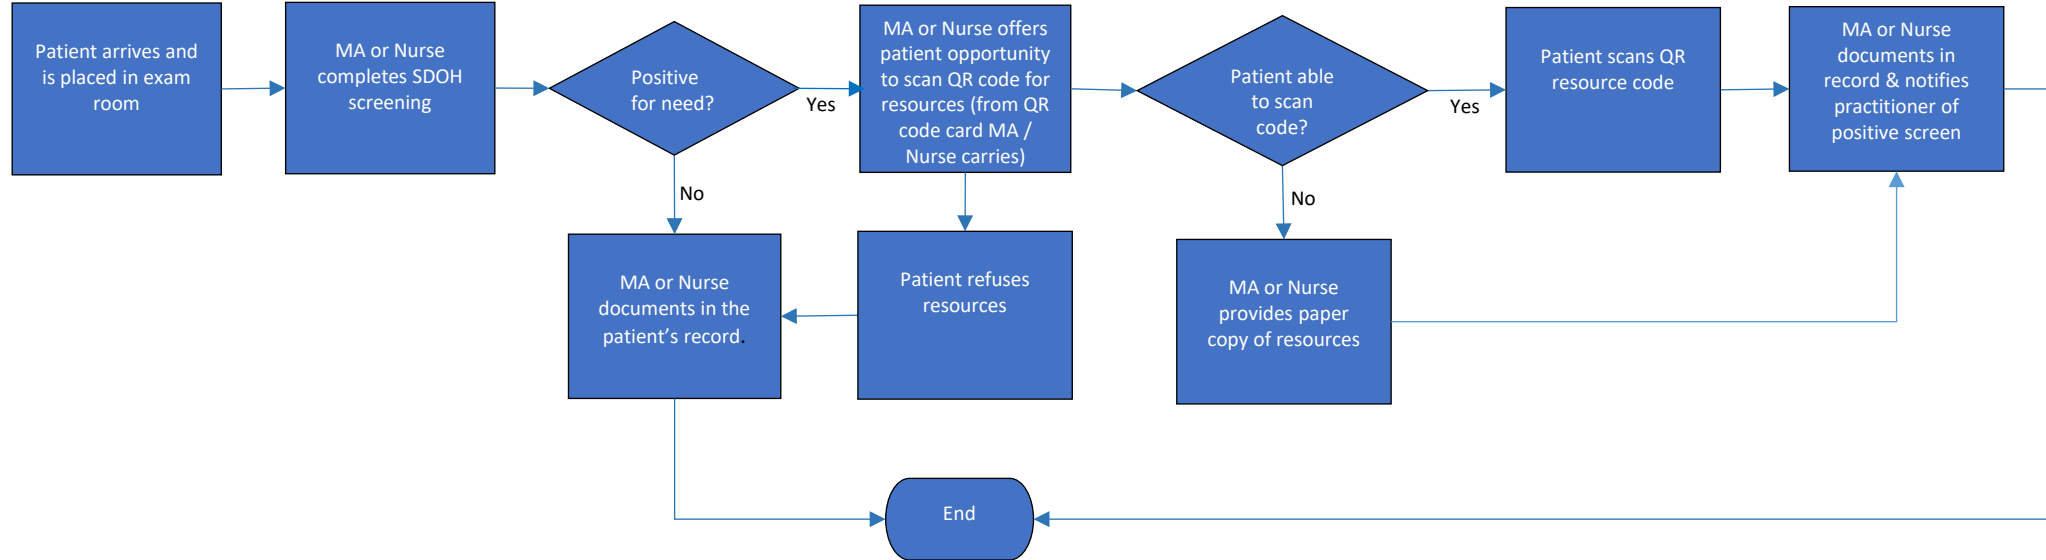 Patient arrives and
is placed in exam
room
MA or Nurse
completes SDOH
screening
Positive
for need?
Yes
No
MA or Nurse offers
patient opportunity
to scan QR code for
resources (from QR
code card MA /
Nurse carries)
Patient able
to scan
code?
Yes
No
Patient scans QR
resource code
MA or Nurse
documents in
record & notifies
practitioner of
positive screen
MA or Nurse
documents in the
patient’s record.
Patient refuses
resources
MA or Nurse
provides paper
copy of resources
End